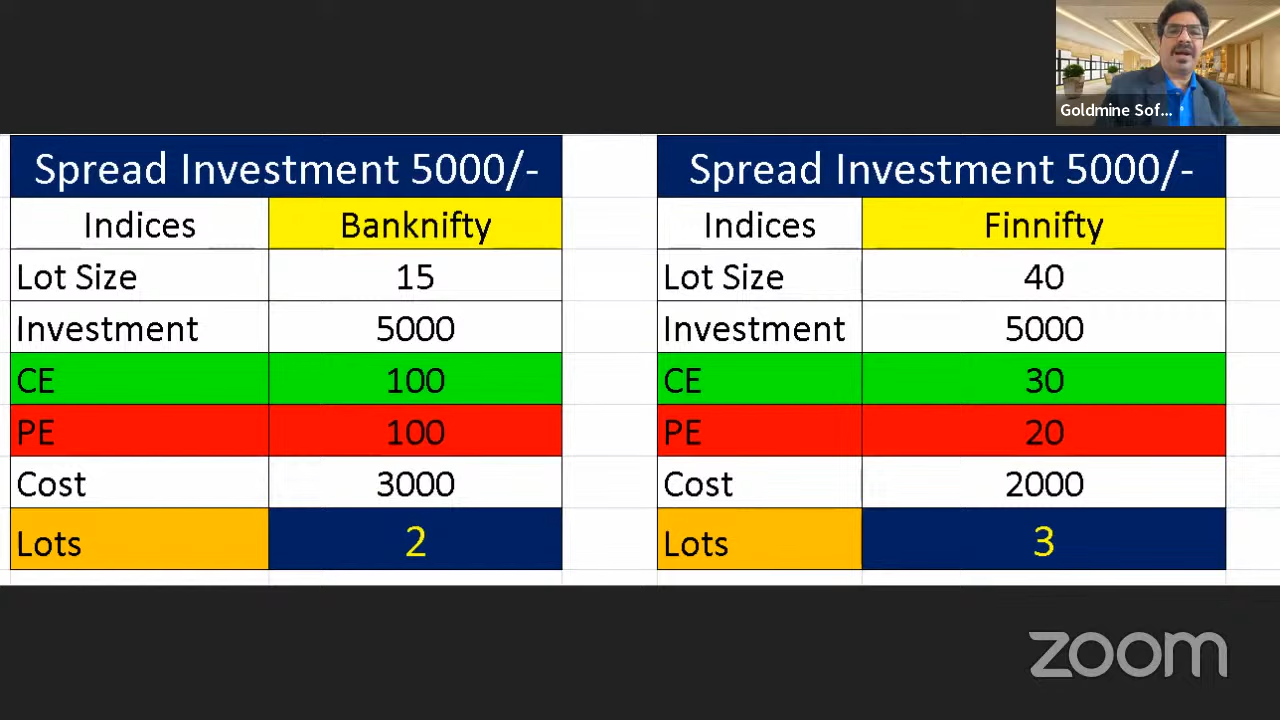 Goldmine Sof...
Spread Investment 5000/-
Indices Banknifty
Lot Size 15
Investment 5000
CE 100
PE 100
Cost 3000
Lots 2
Spread Investment 5000/-
Indices Finnifty
Lot Size 40
Investment 5000
CE 30
PE 20
Cost 2000
Lots 3
zoom